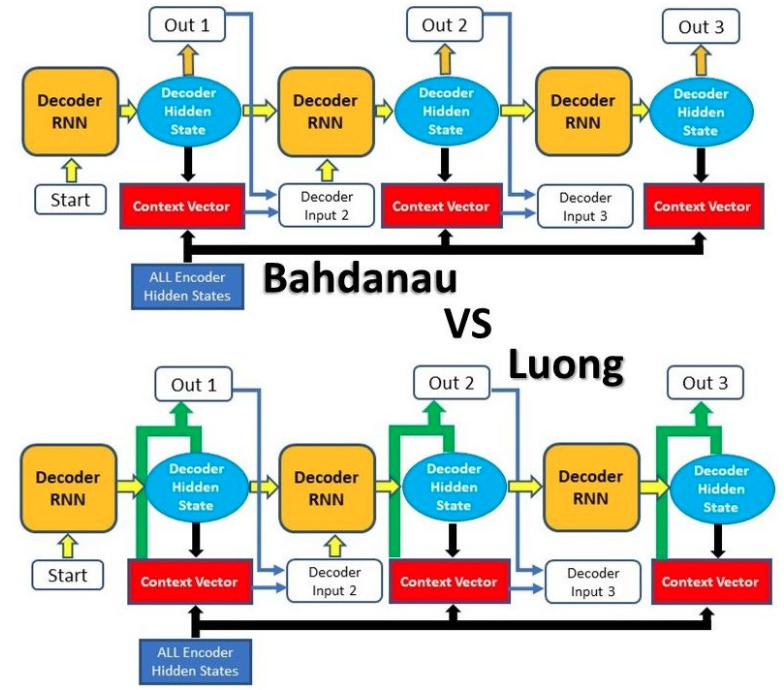 Out 1
Out 2
Out 3
Decoder
RNN
Decoder
Hidden
State
Decoder
RNN
Decoder
Hidden
State
Decoder
RNN
Decoder
Hidden
State
Start
Context Vector
Decoder
Input 2
Context Vector
Decoder
Input 3
Context Vector
ALL Encoder
Hidden States
Bahdanau
VS
Luong
Out 1
Out 2
Out 3
Decoder
RNN
Decoder
Hidden
State
Decoder
RNN
Decoder
Hidden
State
Decoder
RNN
Decoder
Hidden
State
Start
Context Vector
Decoder
Input 2
Context Vector
Decoder
Input 3
Context Vector
ALL Encoder
Hidden States